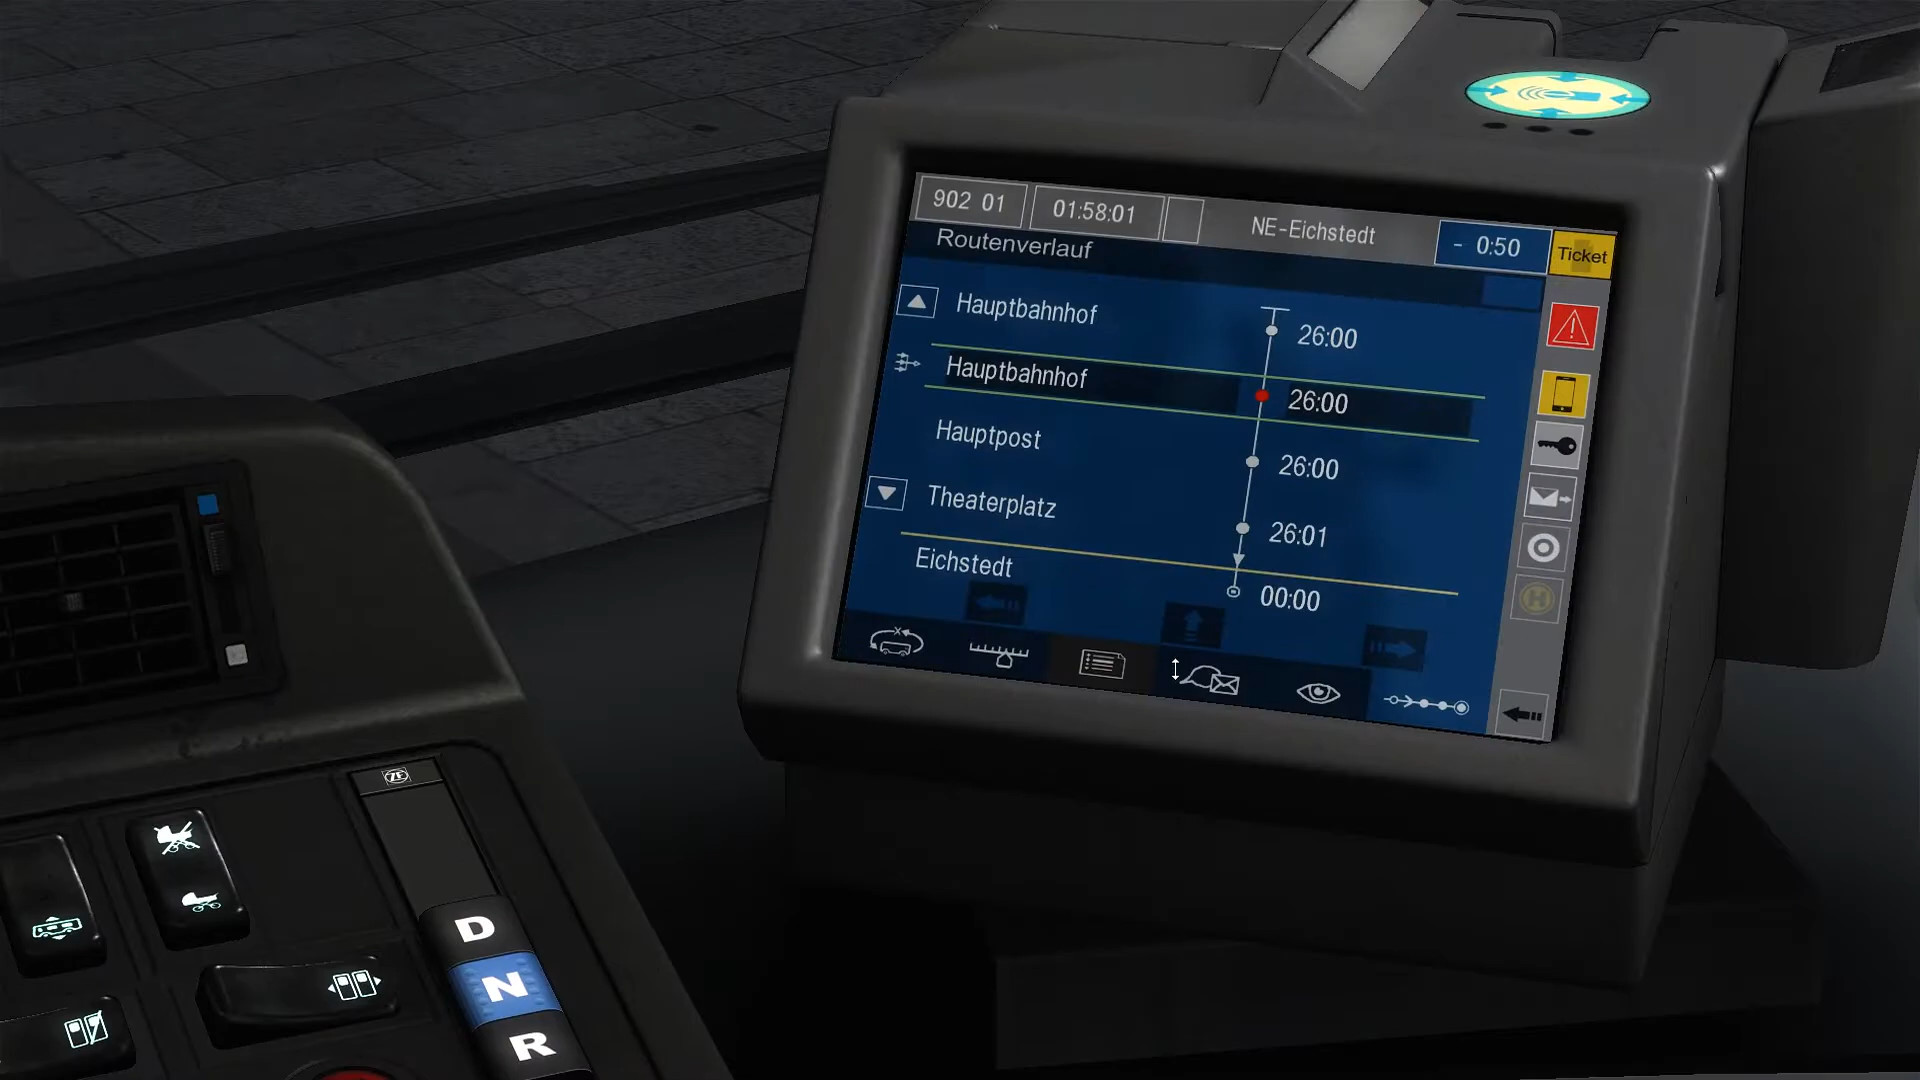 902 01
01:58:01
NE-Eichstedt
- 0:50
Ticket
Routenverlauf
Hauptbahnhof
26:00
Hauptbahnhof
26:00
Hauptpost
26:00
Theaterplatz
26:01
Eichstedt
00:00
H
ZF
D
N
R